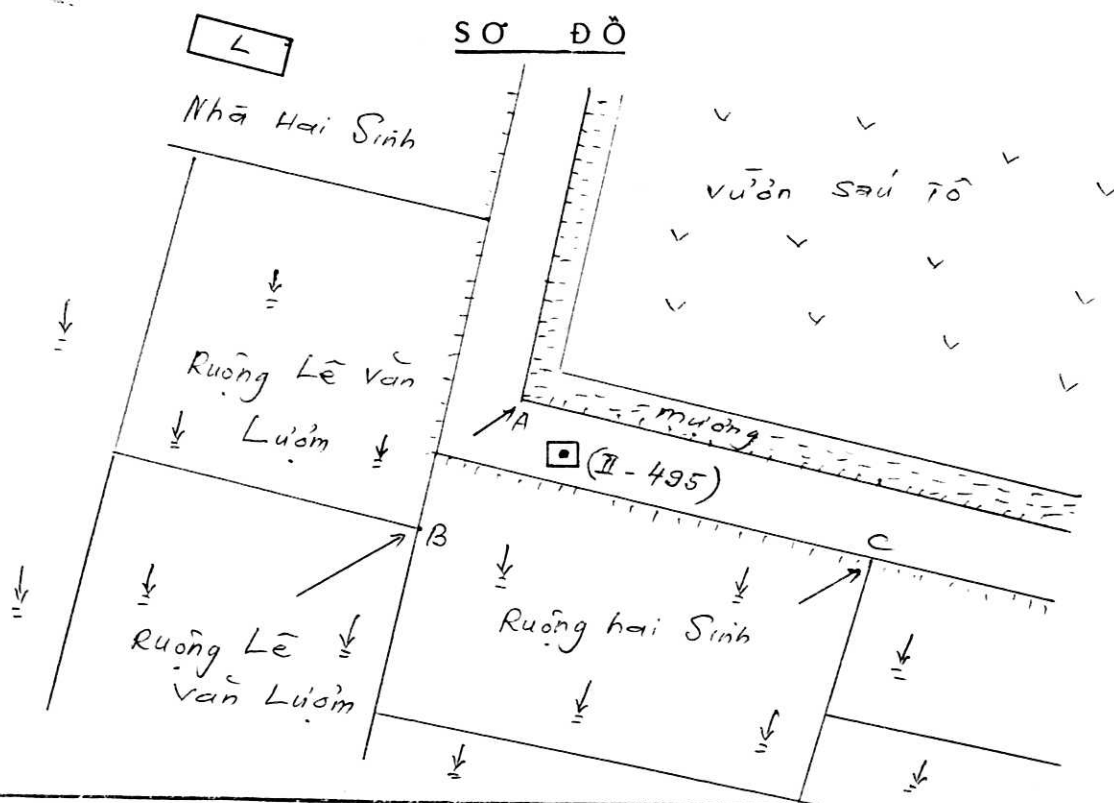 SƠ ĐỒ
L
Nhà Hai Sinh
vườn sáu Tô
Ruộng Lê văn
Lượm
A
mương
(II-495)
B
C
Ruộng hai Sinh
Ruộng Lê
văn Lượm